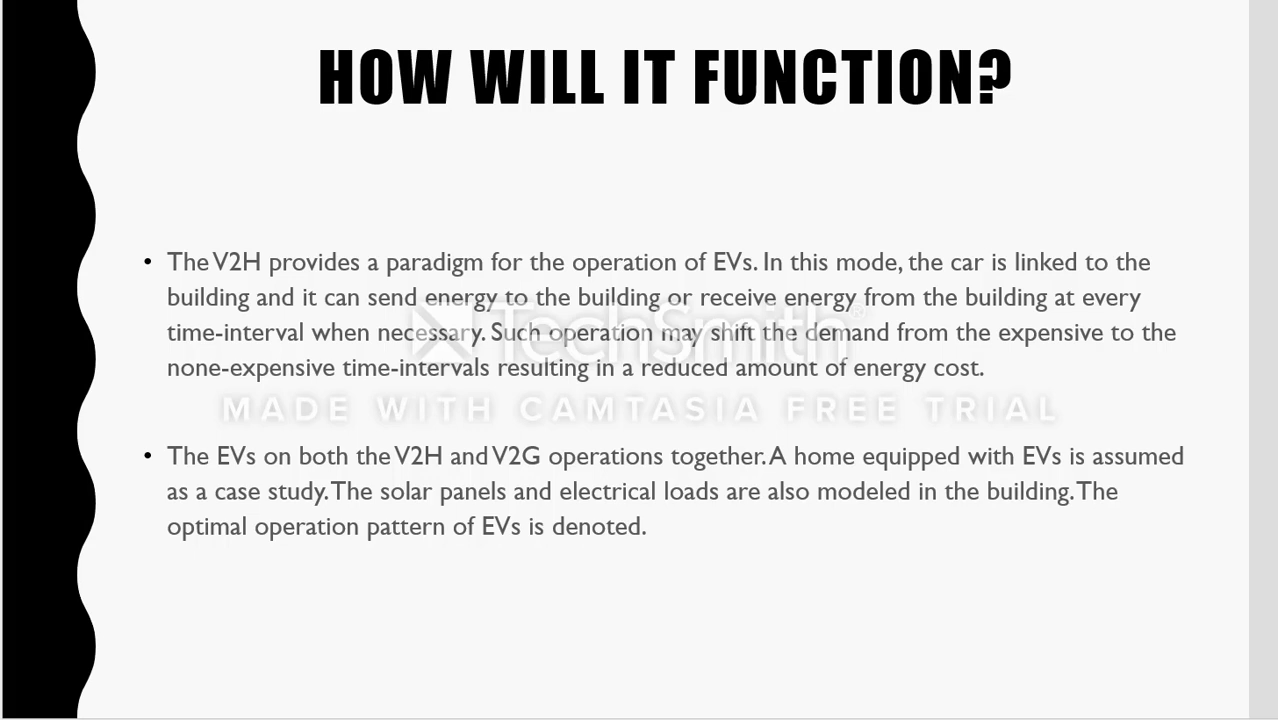 HOW WILL IT FUNCTION?
• The V2H provides a paradigm for the operation of EVs. In this mode, the car is linked to the
building and it can send energy to the building or receive energy from the building at every
time-interval when necessary. Such operation may shift the demand from the expensive to the
none-expensive time-intervals resulting in a reduced amount of energy cost.
TechSmith®
MADE WITH CAMTASIA FREE TRIAL
• The EVs on both the V2H and V2G operations together. A home equipped with EVs is assumed
as a case study. The solar panels and electrical loads are also modeled in the building. The
optimal operation pattern of EVs is denoted.